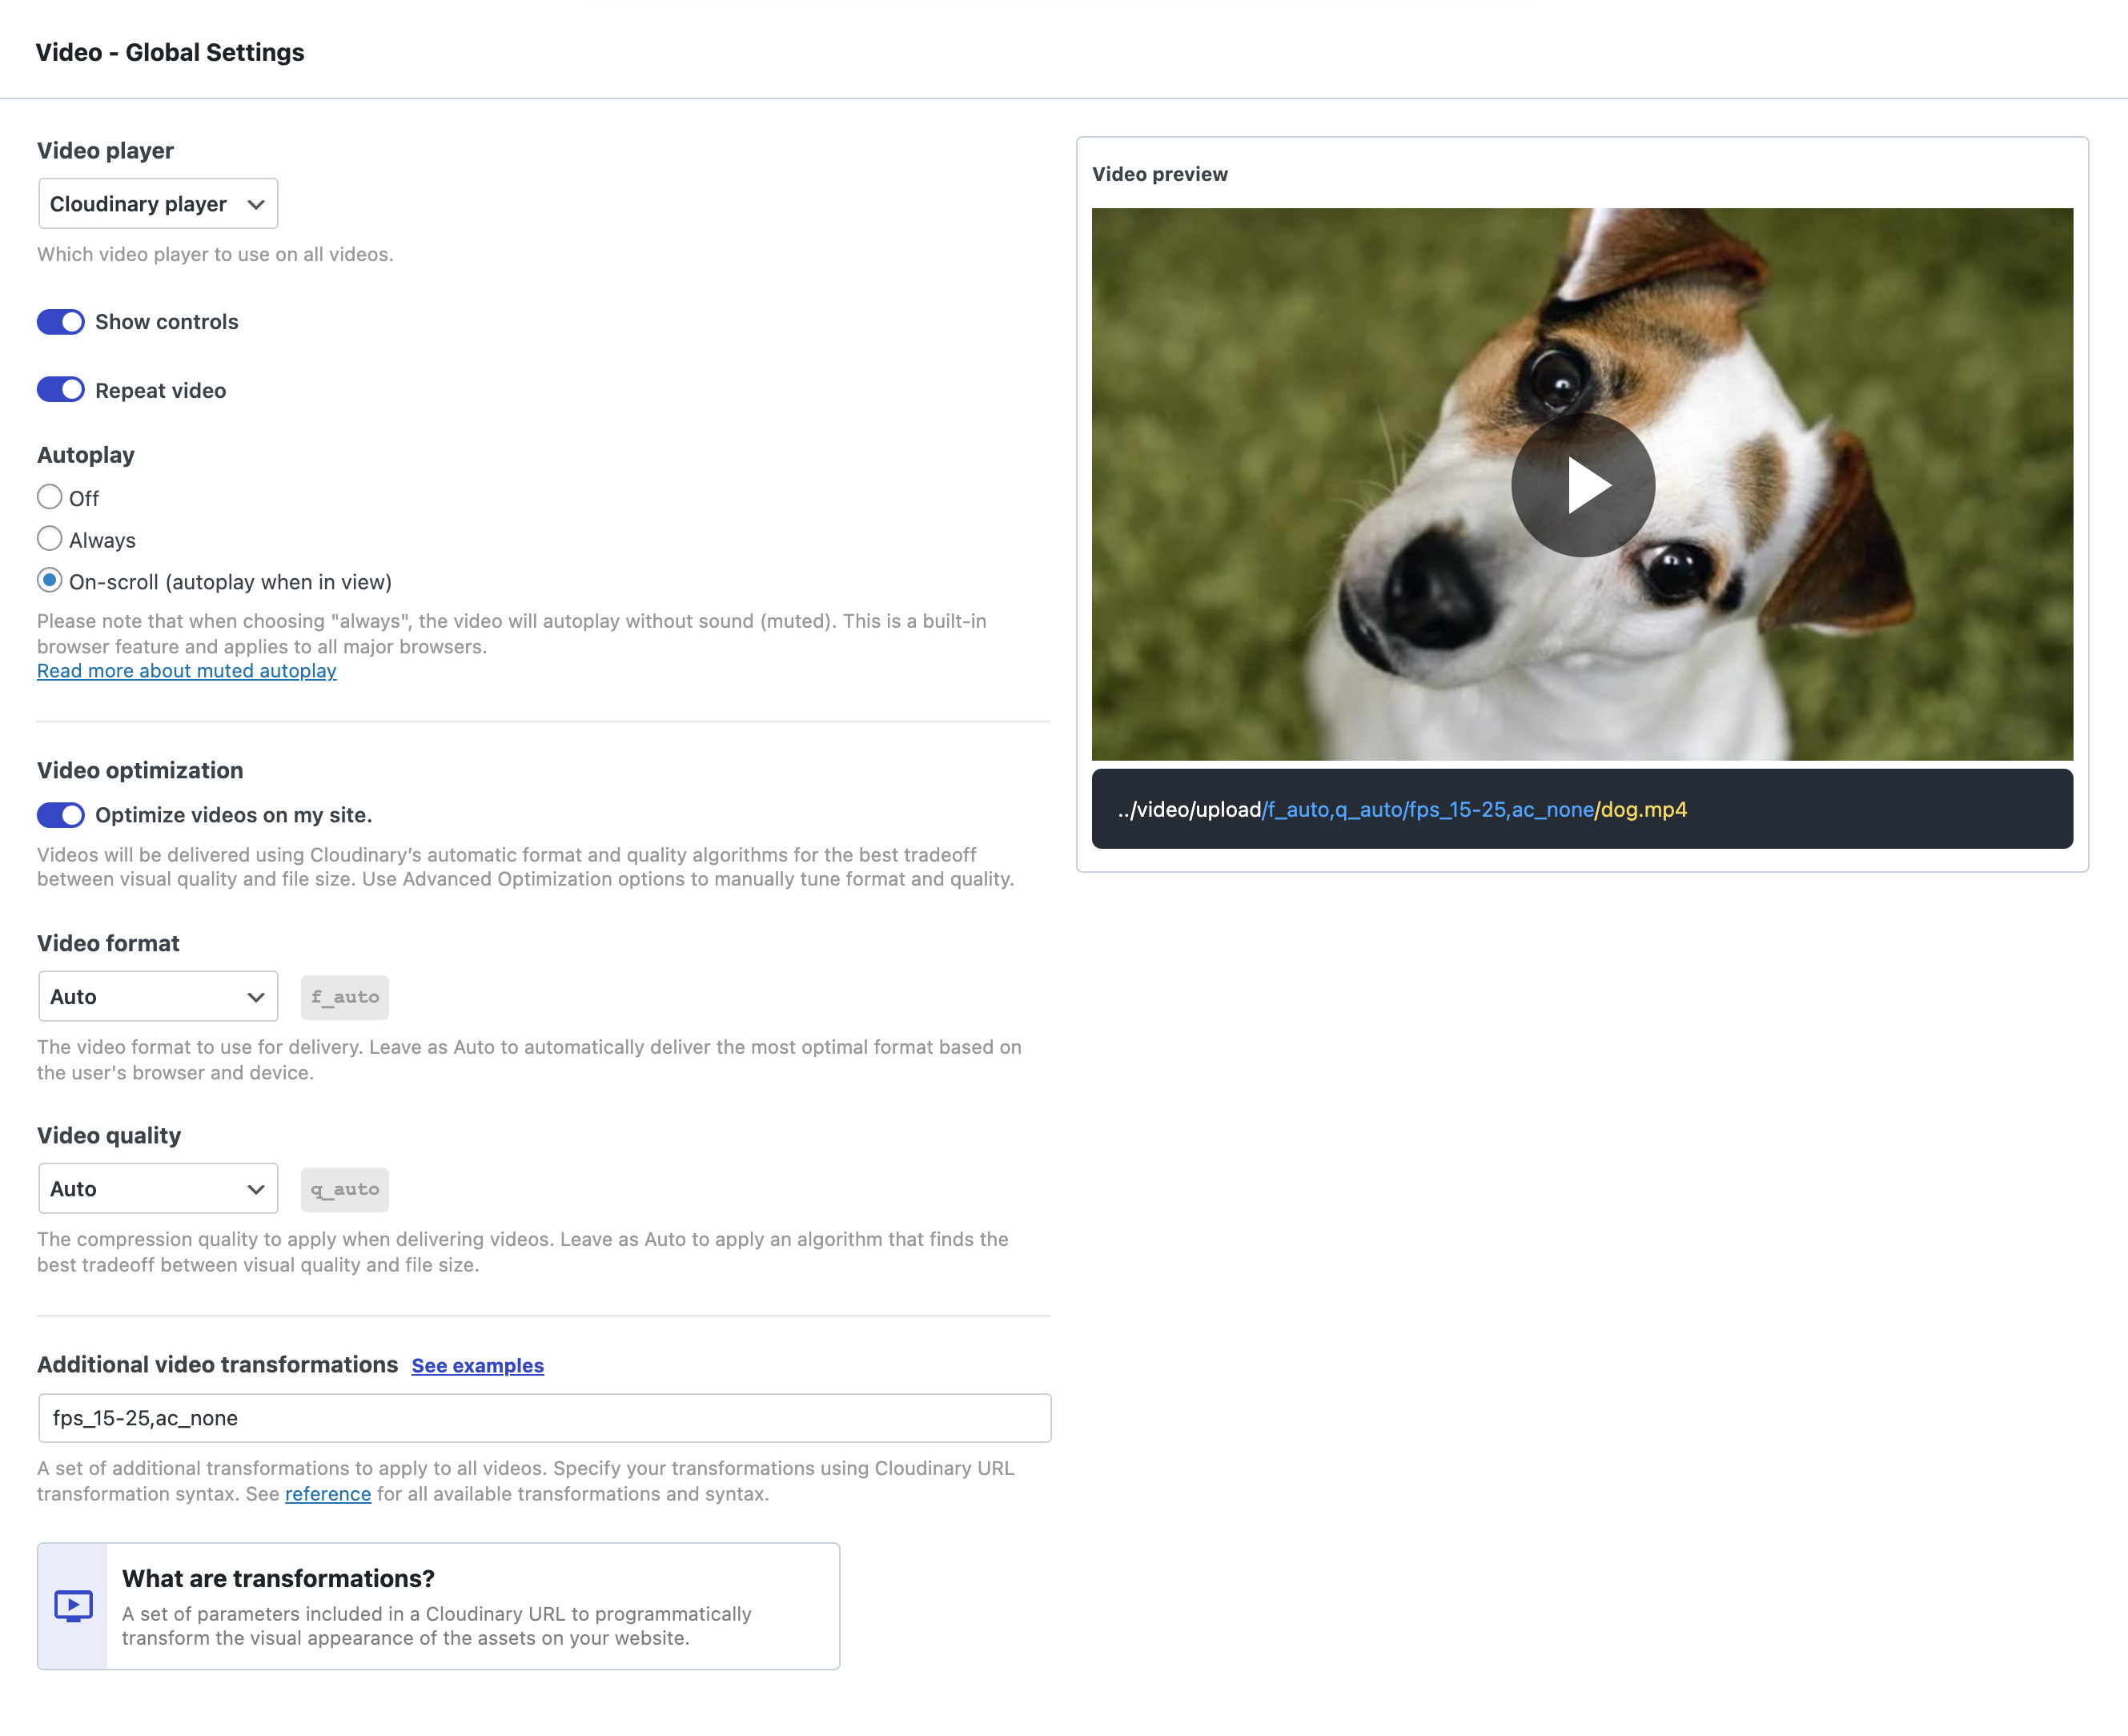 Video - Global Settings
Video player
Cloudinary player
Which video player to use on all videos.
Show controls
Repeat video
Autoplay
Off
Always
On-scroll (autoplay when in view)
Please note that when choosing "always", the video will autoplay without sound (muted). This is a built-in
browser feature and applies to all major browsers.
Read more about muted autoplay
Video optimization
Optimize videos on my site.
Videos will be delivered using Cloudinary’s automatic format and quality algorithms for the best tradeoff
between visual quality and file size. Use Advanced Optimization options to manually tune format and quality.
Video format
Auto f_auto
The video format to use for delivery. Leave as Auto to automatically deliver the most optimal format based on
the user's browser and device.
Video quality
Auto q_auto
The compression quality to apply when delivering videos. Leave as Auto to apply an algorithm that finds the
best tradeoff between visual quality and file size.
Additional video transformations See examples
fps_15-25,ac_none
A set of additional transformations to apply to all videos. Specify your transformations using Cloudinary URL
transformation syntax. See reference for all available transformations and syntax.
What are transformations?
A set of parameters included in a Cloudinary URL to programmatically
transform the visual appearance of the assets on your website.
Video preview
../video/upload/f_auto,q_auto/fps_15-25,ac_none/dog.mp4